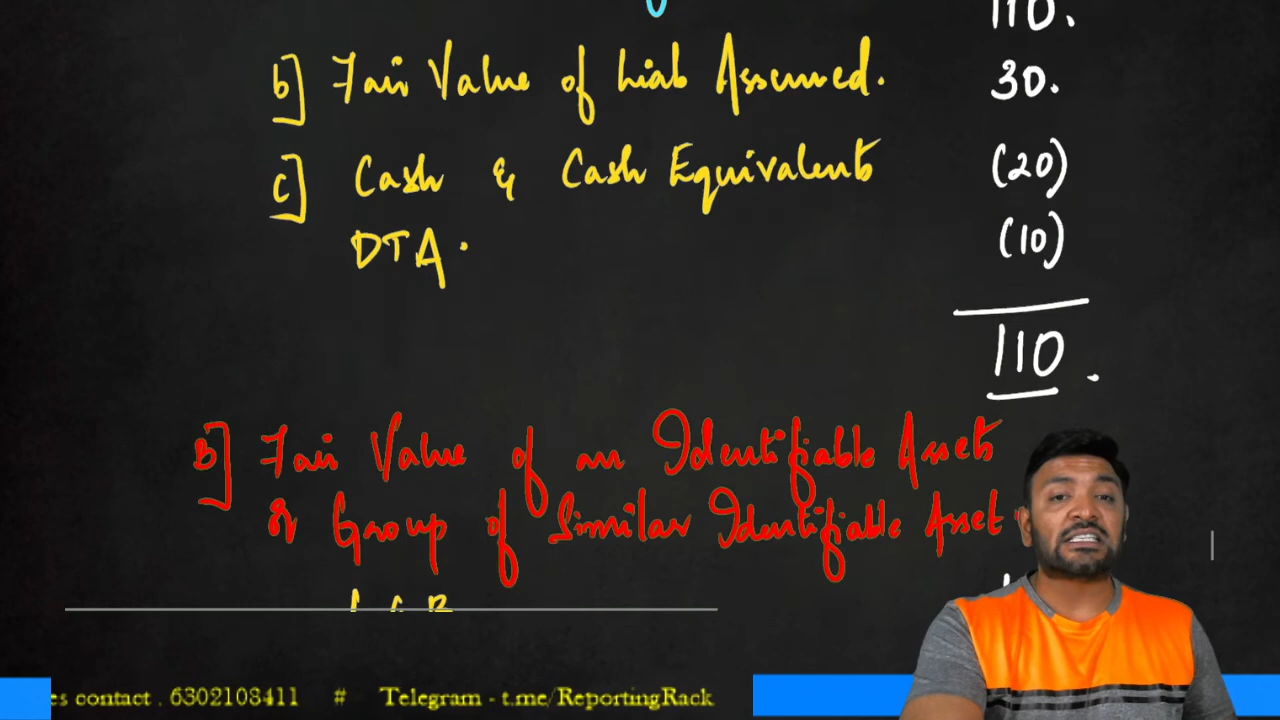 110.
b] Fair Value of Liab Assumed. 30.
c] Cash & Cash Equivalents (20)
DTA. (10)
110.
B] Fair Value of an Identifiable Assets
or Group of Similar Identifiable Asset
es contact . 6302108411 # Telegram - t.me/ReportingRack